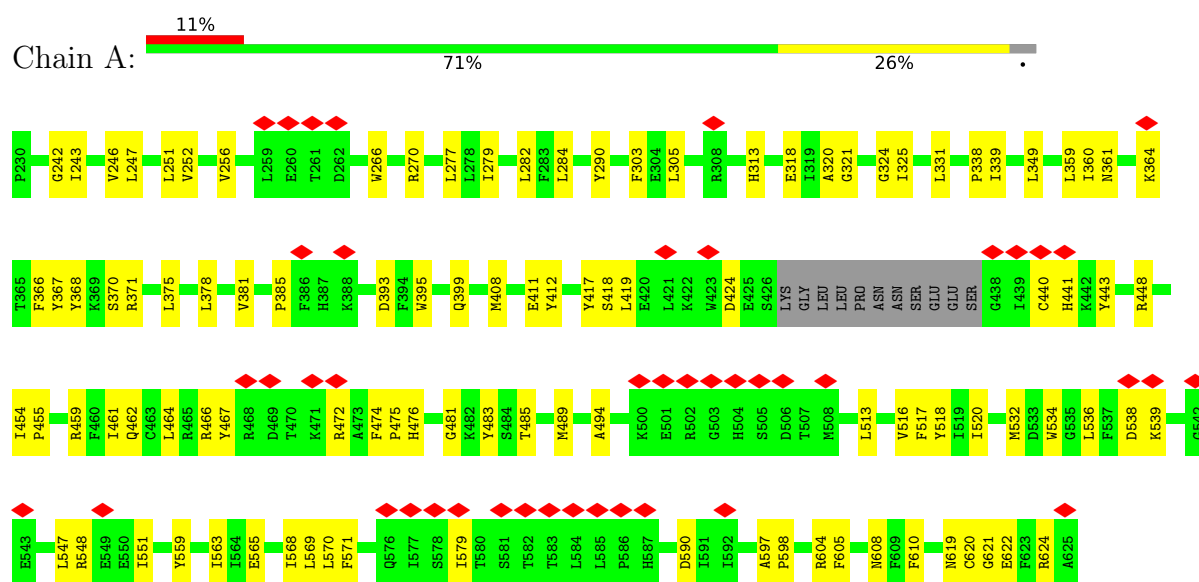 11%
Chain A:
71% 26% •
P230 G242 I243 V246 L247 L251 V252 V256 L259 E260 T261 D262 W266 R270 L277 L278 I279 L282 F283 L284 Y290 F303 E304 L305 R308 H313 E318 I319 A320 G321 G324 I325 L331 P338 I339 L349 L359 I360 N361 K364
T365 F366 Y367 Y368 K369 S370 R371 L375 L378 V381 P385 F386 H387 K388 D393 F394 W395 Q399 M408 E411 Y412 Y417 S418 L419 E420 L421 K422 W423 D424 E425 S426 LYS GLY LEU LEU PRO ASN ASN SER GLU GLU SER G438 I439 C440 H441 K442 Y443 R448
I454 P455 R459 F460 I461 Q462 C463 L464 R465 R466 Y467 R468 D469 T470 K471 R472 A473 F474 P475 H476 G481 K482 Y483 S484 T485 M489 A494 K500 E501 R502 G503 H504 S505 D506 T507 M508 L513 V516 F517 Y518 I519 I520 M532 D533 W534 G535 L536 F537 D538 K539 G542
E543 L547 R548 E549 E550 I551 Y559 I563 I564 E565 I568 L569 L570 F571 Q576 I577 S578 I579 T580 S581 T582 T583 L584 L585 P586 H587 D590 I591 I592 A597 P598 R604 F605 N608 F609 F610 N619 C620 G621 E622 F623 R624 A625